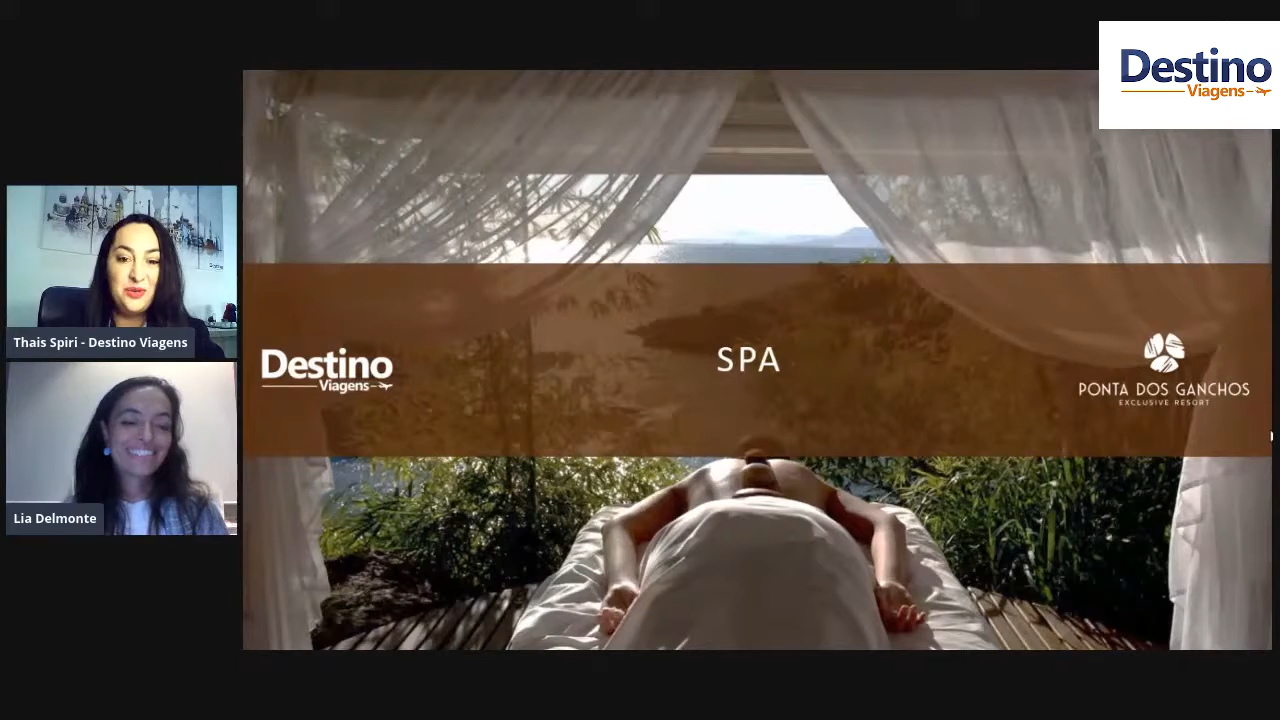 Destino
Viagens
Thais Spiri - Destino Viagens
Lia Delmonte
Destino
Viagens
SPA
PONTA DOS GANCHOS
EXCLUSIVE RESORT